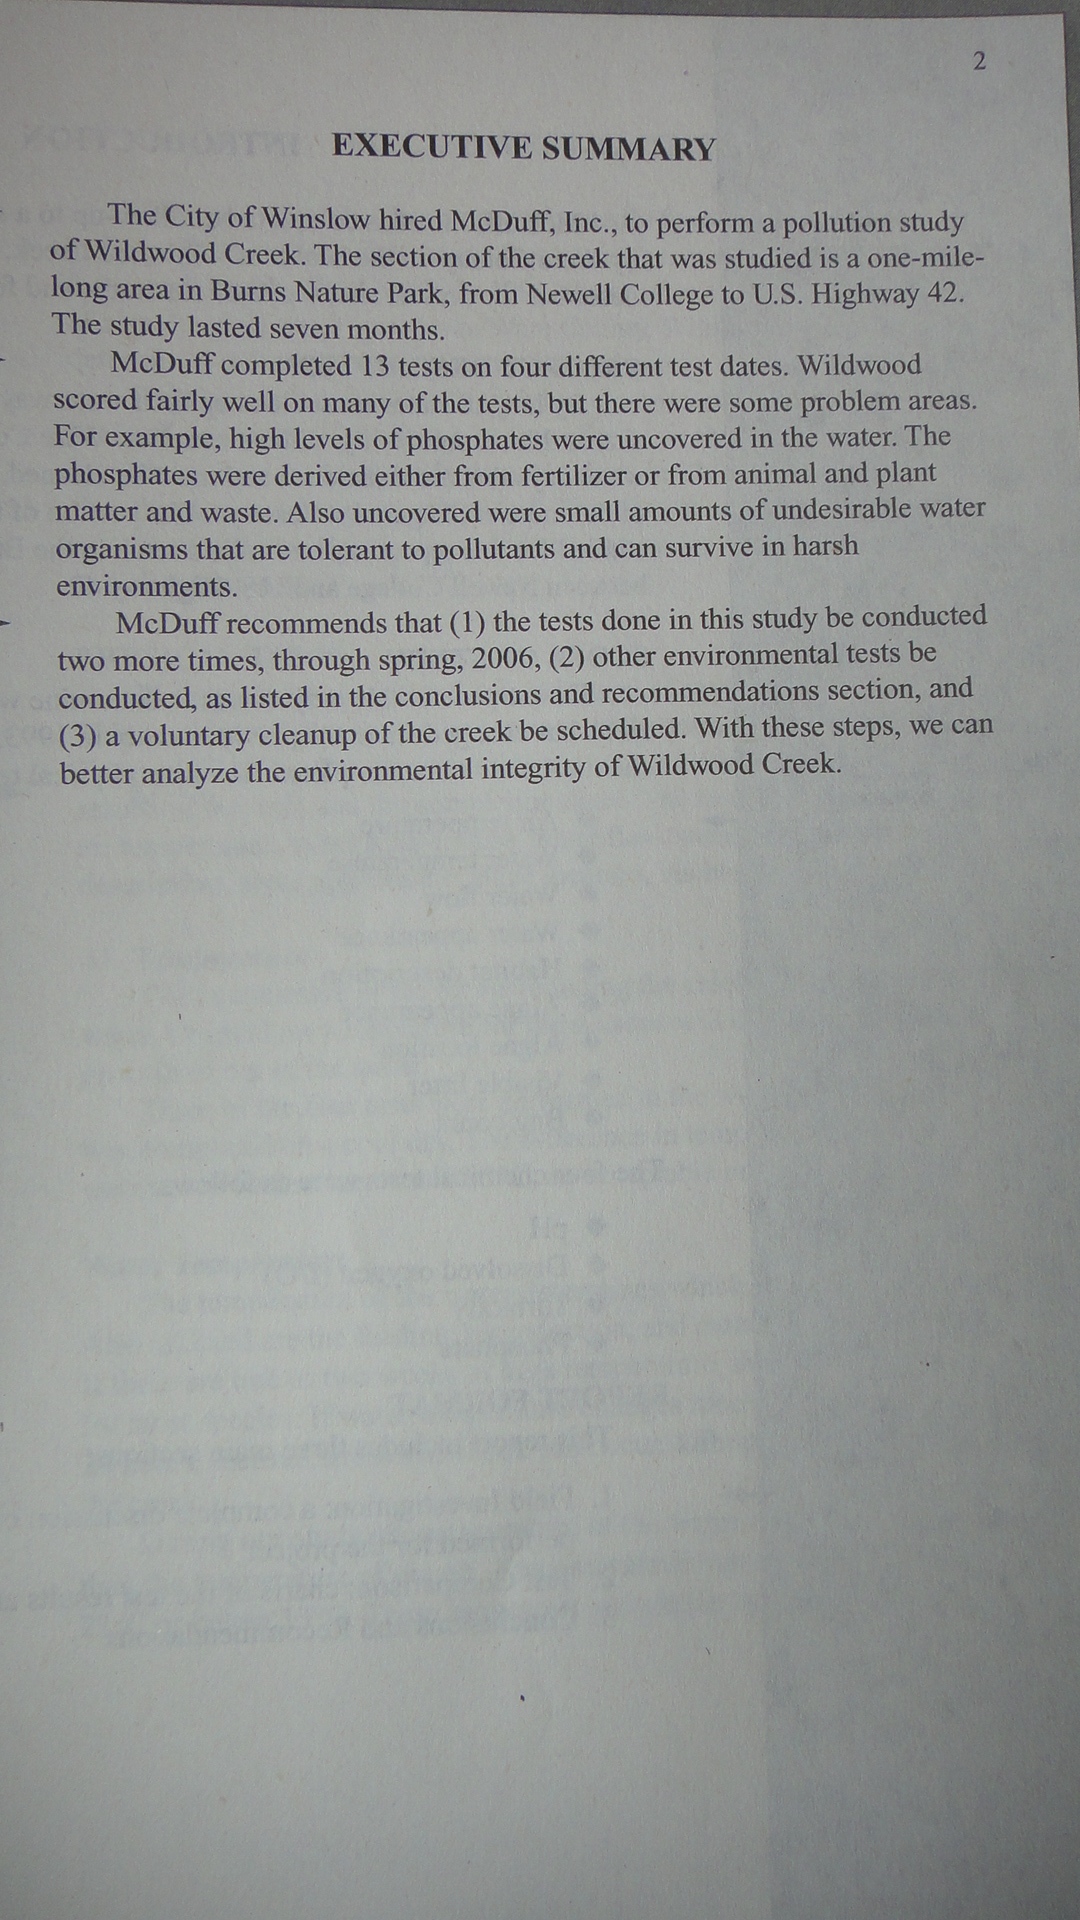 2
EXECUTIVE SUMMARY
The City of Winslow hired McDuff, Inc., to perform a pollution study
of Wildwood Creek. The section of the creek that was studied is a one-mile-
long area in Burns Nature Park, from Newell College to U.S. Highway 42.
The study lasted seven months.
McDuff completed 13 tests on four different test dates. Wildwood
scored fairly well on many of the tests, but there were some problem areas.
For example, high levels of phosphates were uncovered in the water. The
phosphates were derived either from fertilizer or from animal and plant
matter and waste. Also uncovered were small amounts of undesirable water
organisms that are tolerant to pollutants and can survive in harsh
environments.
McDuff recommends that (1) the tests done in this study be conducted
two more times, through spring, 2006, (2) other environmental tests be
conducted, as listed in the conclusions and recommendations section, and
(3) a voluntary cleanup of the creek be scheduled. With these steps, we can
better analyze the environmental integrity of Wildwood Creek.